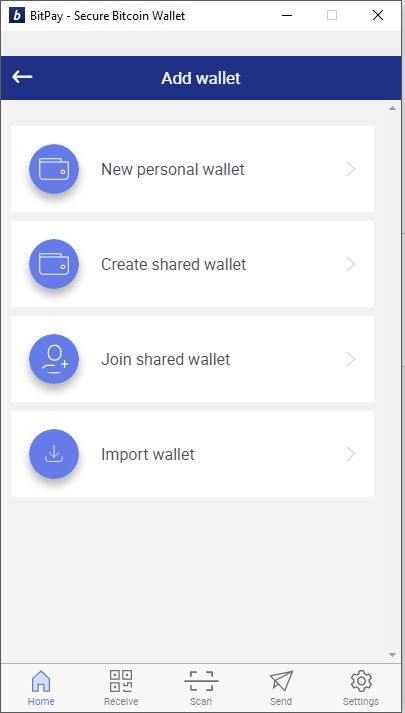 b BitPay - Secure Bitcoin Wallet
Add wallet
New personal wallet
Create shared wallet
Join shared wallet
Import wallet
Home Receive Scan Send Settings